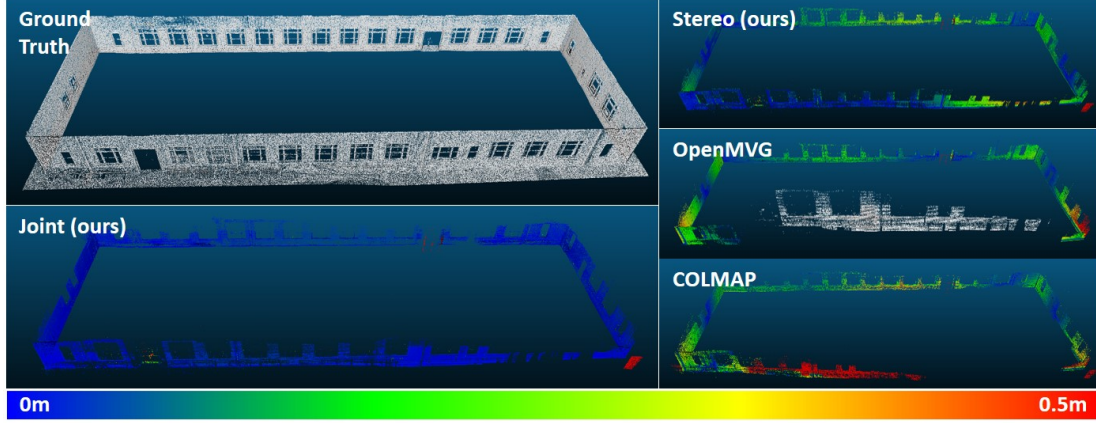 Ground
Truth
Stereo (ours)
OpenMVG
Joint (ours)
COLMAP
0m
0.5m